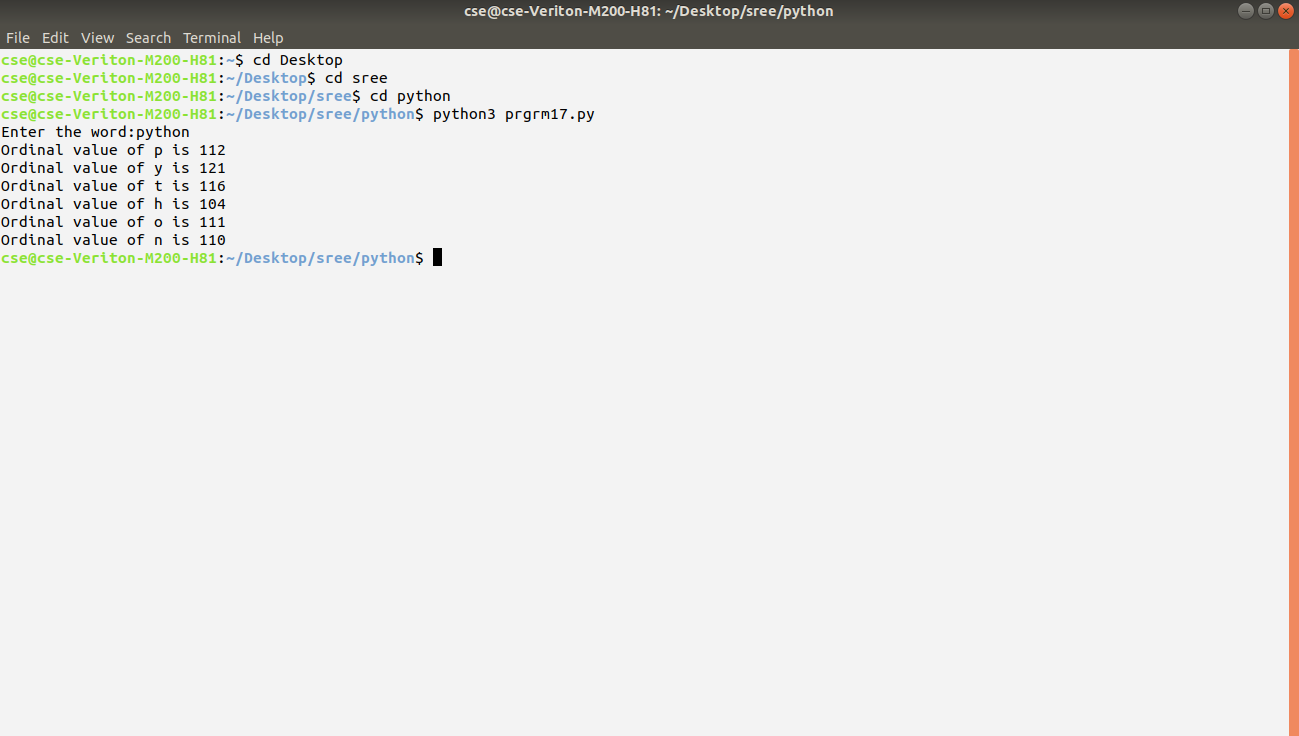 cse@cse-Veriton-M200-H81: ~/Desktop/sree/python
File Edit View Search Terminal Help
cse@cse-Veriton-M200-H81:~$ cd Desktop
cse@cse-Veriton-M200-H81:~/Desktop$ cd sree
cse@cse-Veriton-M200-H81:~/Desktop/sree$ cd python
cse@cse-Veriton-M200-H81:~/Desktop/sree/python$ python3 prgrm17.py
Enter the word:python
Ordinal value of p is 112
Ordinal value of y is 121
Ordinal value of t is 116
Ordinal value of h is 104
Ordinal value of o is 111
Ordinal value of n is 110
cse@cse-Veriton-M200-H81:~/Desktop/sree/python$